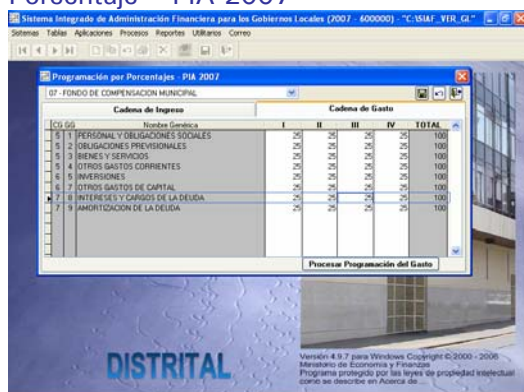 Porcentaje - PIA-2007
Sistema Integrado de Administración Financiera para los Gobiernos Locales (2007 - 600000) - "C:\SIAF_VER_GL"
Sistemas Tablas Aplicaciones Procesos Reportes Utilitarios Correo
Programación por Porcentajes - PIA 2007
07 - FONDO DE COMPENSACION MUNICIPAL
Cadena de Ingreso Cadena de Gasto
CG GG Nombre Genérica I II III IV TOTAL
5 1 PERSONAL Y OBLIGACIONES SOCIALES 25 25 25 25 100
5 2 OBLIGACIONES PREVISIONALES 25 25 25 25 100
5 3 BIENES Y SERVICIOS 25 25 25 25 100
5 4 OTROS GASTOS CORRIENTES 25 25 25 25 100
6 5 INVERSIONES 25 25 25 25 100
6 7 OTROS GASTOS DE CAPITAL 25 25 25 25 100
7 8 INTERESES Y CARGOS DE LA DEUDA 25 25 25 25 100
7 9 AMORTIZACION DE LA DEUDA 25 25 25 25 100
Procesar Programación del Gasto
DISTRITAL
Versión 4.9.7 para Windows Copyright © 2000 - 2006
Ministerio de Economía y Finanzas
Programa protegido por las leyes de propiedad intelectual
como se describe en Acerca de ...